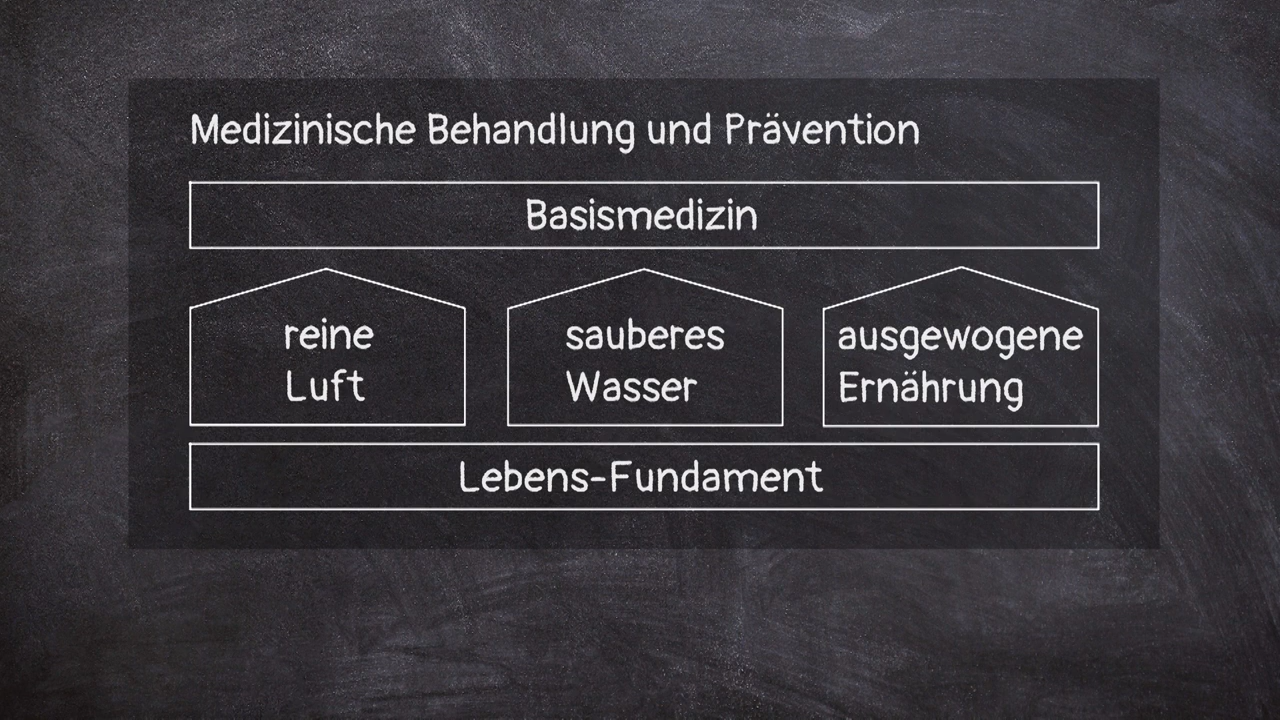 Medizinische Behandlung und Prävention
Basismedizin
reine
Luft
sauberes
Wasser
ausgewogene
Ernährung
Lebens-Fundament